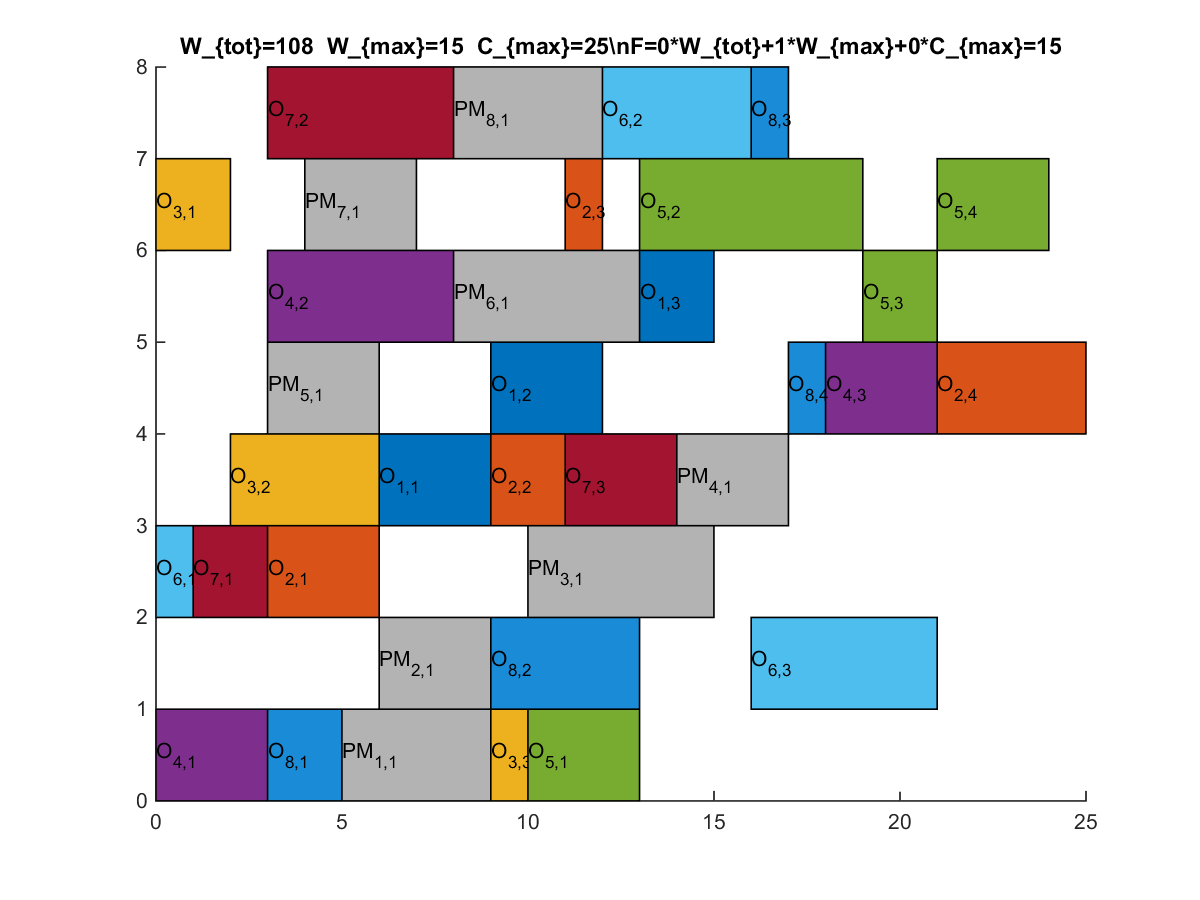 W_{tot}=108 W_{max}=15 C_{max}=25\nF=0*W_{tot}+1*W_{max}+0*C_{max}=15
8
O7,2 PM8,1 O6,2 O8,3
7
O3,1 PM7,1 O2,3 O5,2 O5,4
6
O4,2 PM6,1 O1,3 O5,3
5
PM5,1 O1,2 O8,4 O4,3 O2,4
4
O3,2 O1,1 O2,2 O7,3 PM4,1
3
O6,1 O7,1 O2,1 PM3,1
2
PM2,1 O8,2 O6,3
1
O4,1 O8,1 PM1,1 O3,3 O5,1
0
0 5 10 15 20 25